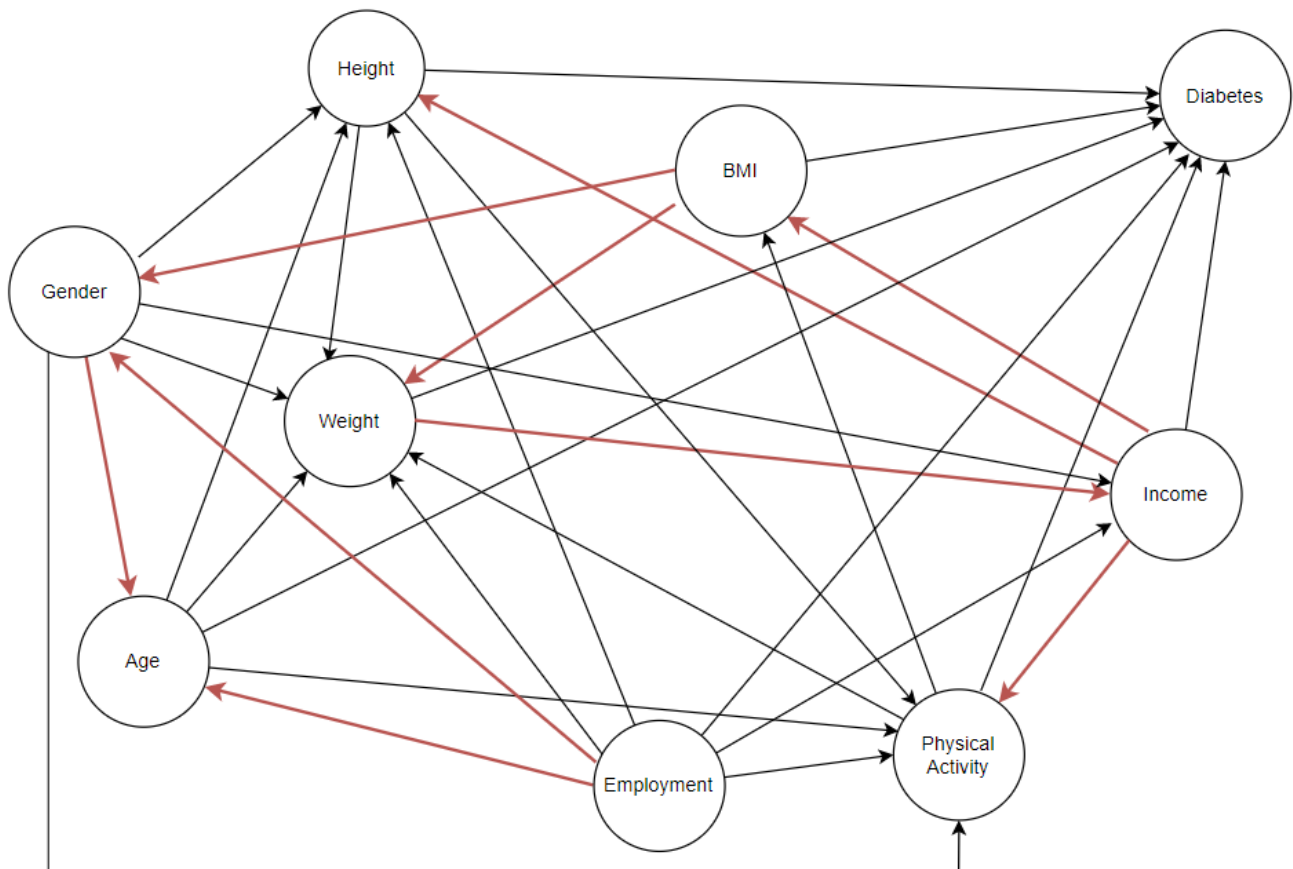 Height
Diabetes
BMI
Gender
Weight
Income
Age
Physical
Activity
Employment